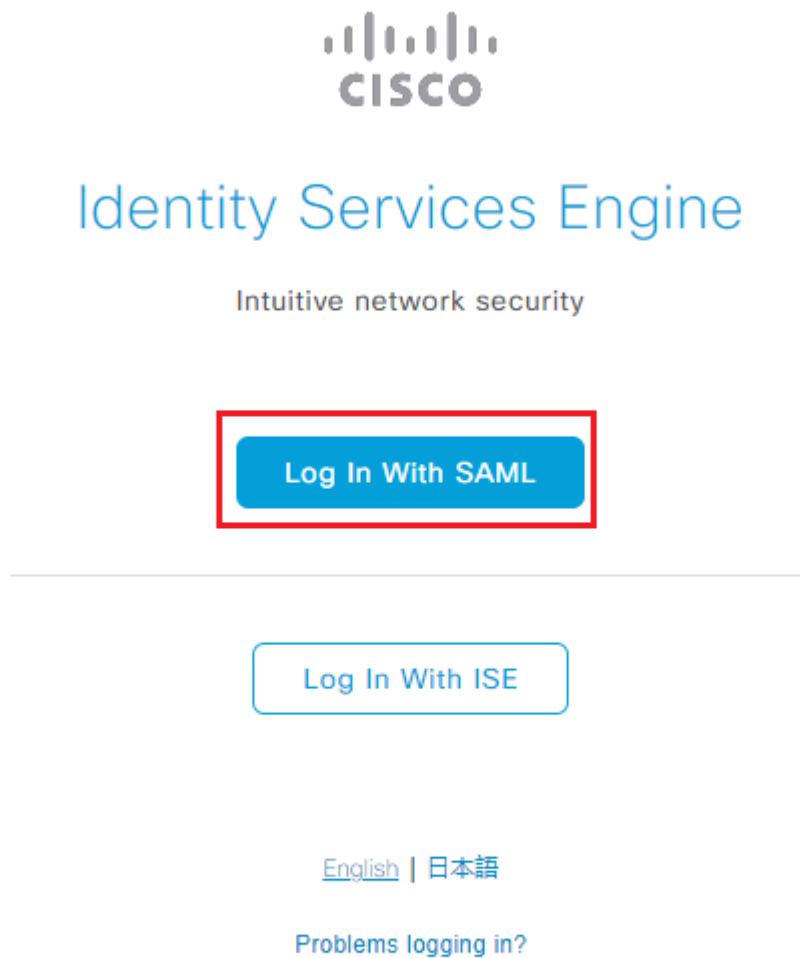 CISCO
Identity Services Engine
Intuitive network security
Log In With SAML
Log In With ISE
English | 日本語
Problems logging in?